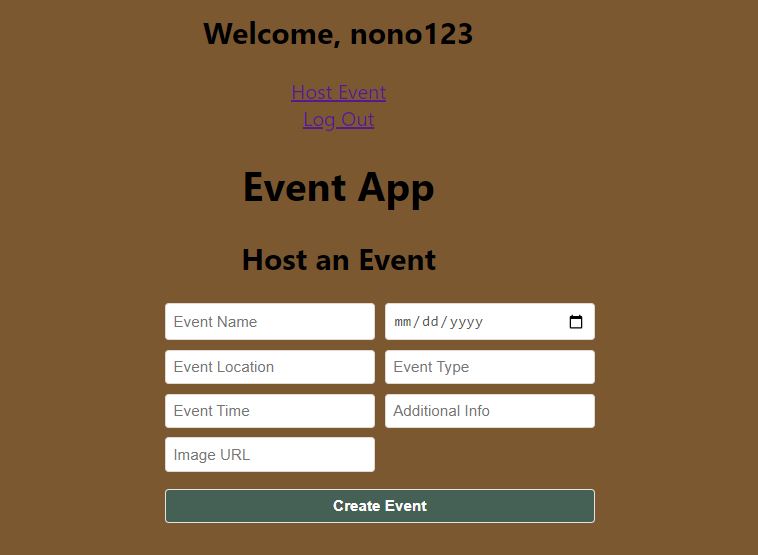 Welcome, nono123
Host Event
Log Out
Event App
Host an Event
Event Name
mm/dd/yyyy
Event Location
Event Type
Event Time
Additional Info
Image URL
Create Event